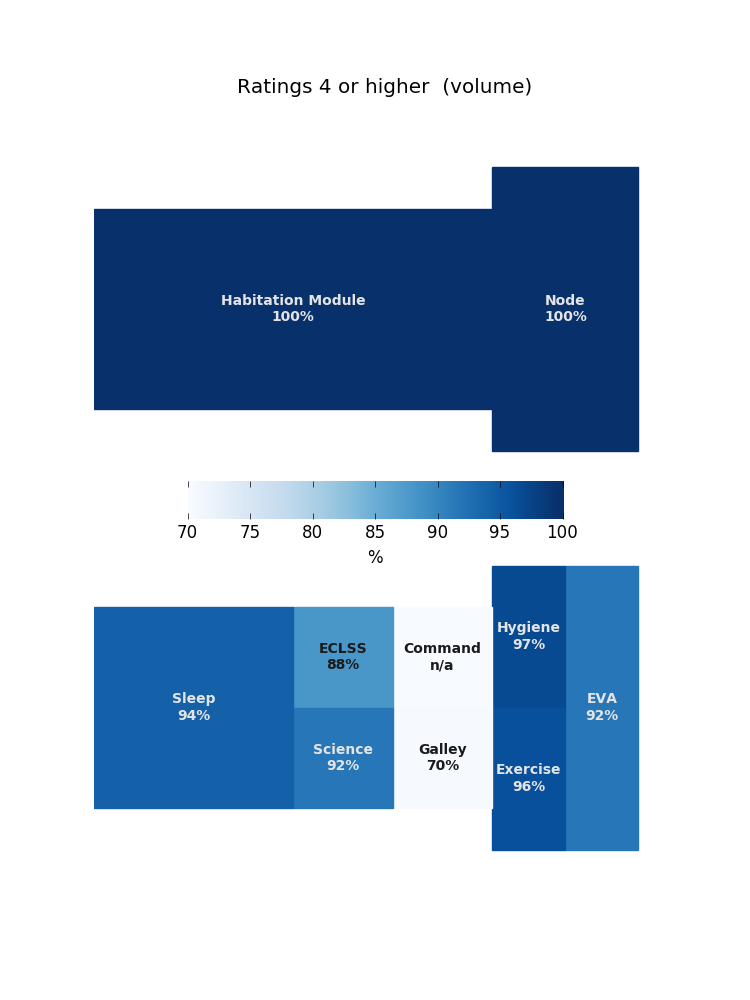 Ratings 4 or higher  (volume)
Habitation Module
100%
Node
100%
70 75 80 85 90 95 100
%
Sleep
94%
ECLSS
88%
Command
n/a
Science
92%
Galley
70%
Hygiene
97%
Exercise
96%
EVA
92%